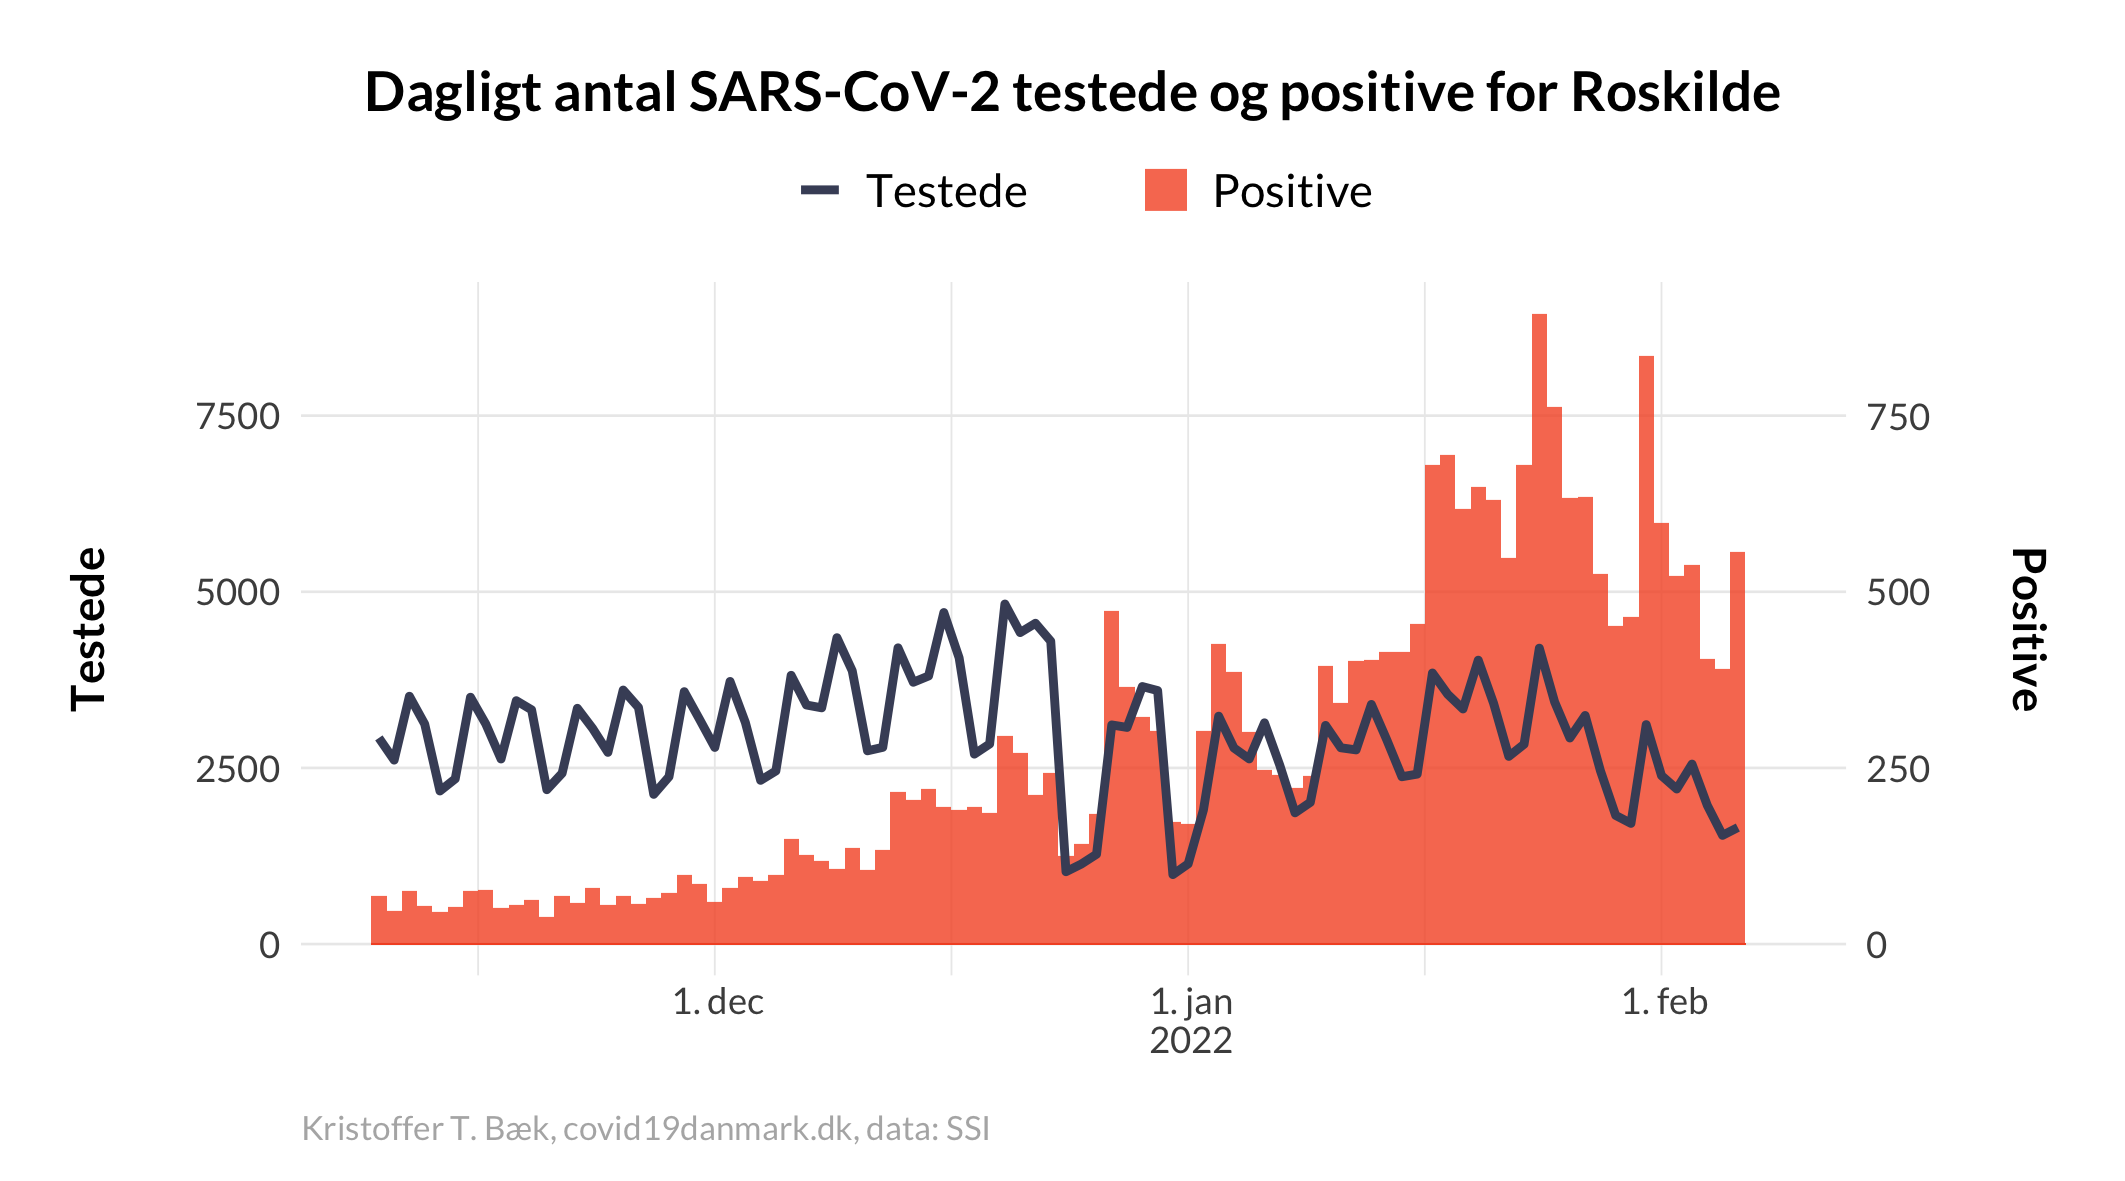 Dagligt antal SARS-CoV-2 testede og positive for Roskilde
Testede
Positive
7500
5000
2500
0
Testede
750
500
250
0
Positive
1. dec
1. jan
2022
1. feb
Kristoffer T. Bæk, covid19danmark.dk, data: SSI